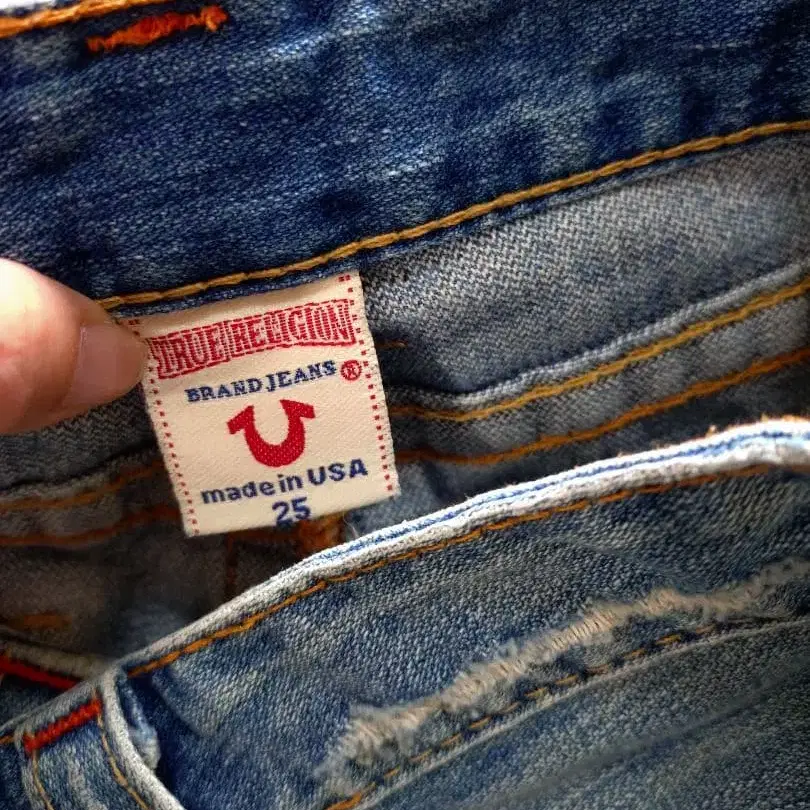 TRUE RELIGION
BRAND JEANS ®
made in USA
25